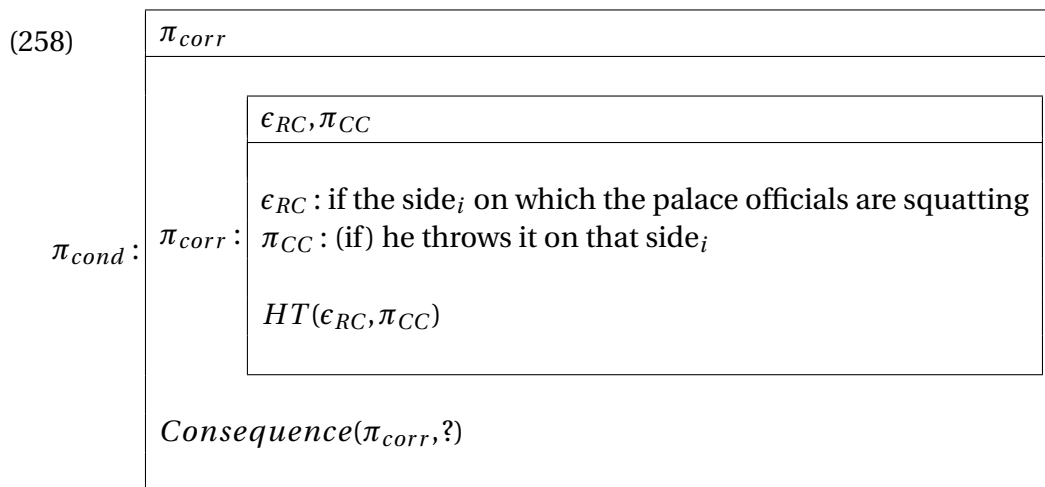 (258)
π_corr
ϵ_RC, π_CC
ϵ_RC : if the side_i on which the palace officials are squatting
π_cond : π_corr : π_CC : (if) he throws it on that side_i
HT(ϵ_RC, π_CC)
Consequence(π_corr, ?)